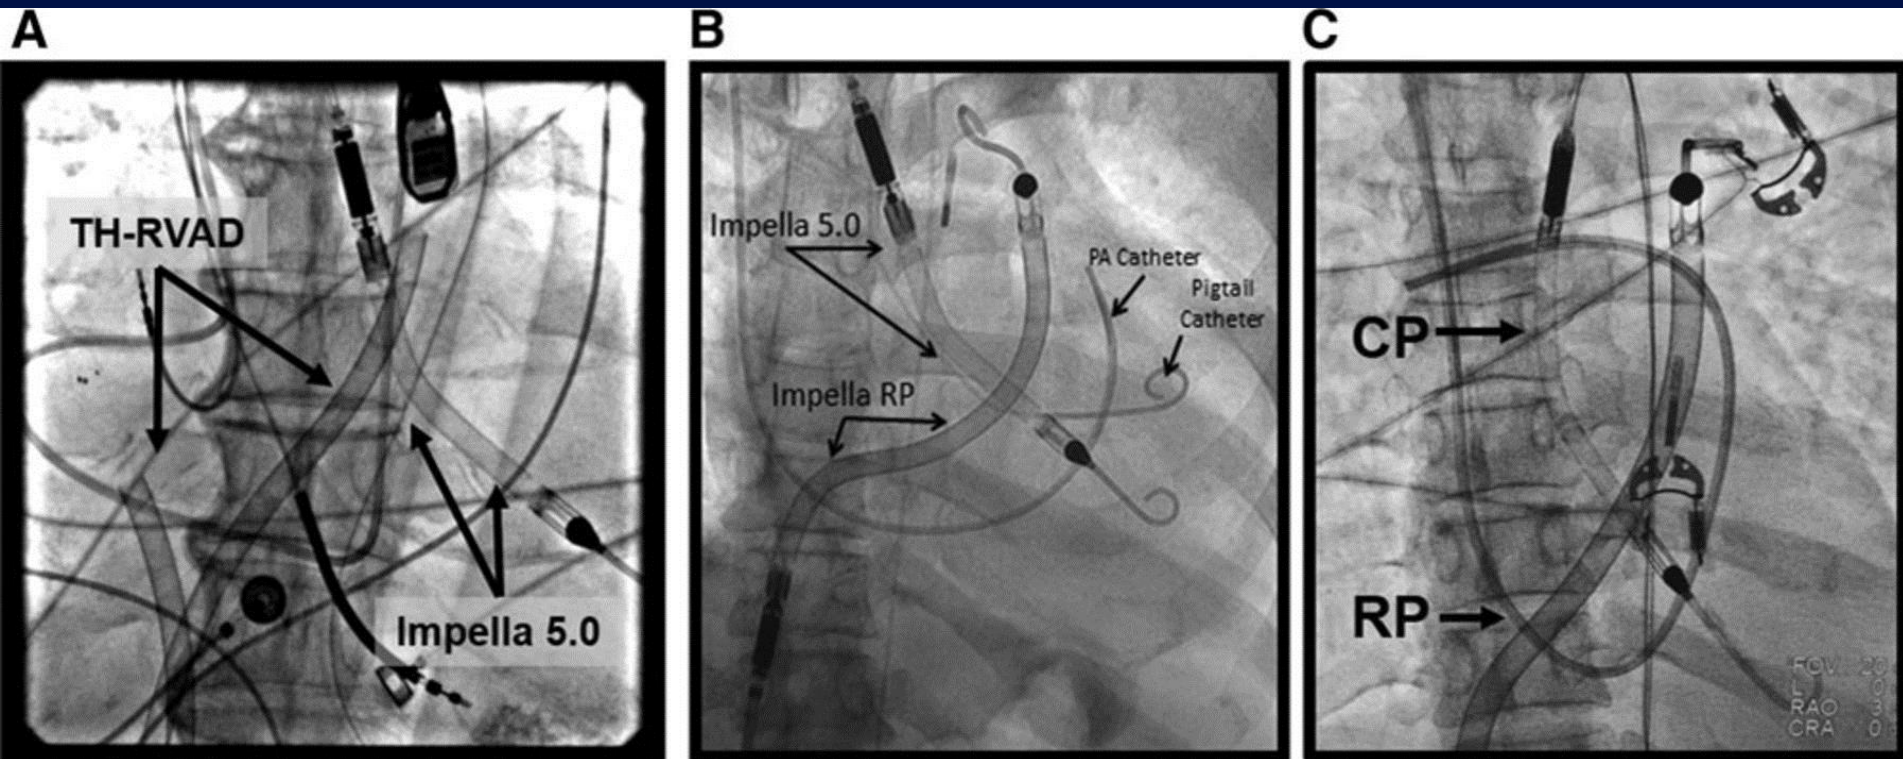 A
B
C
TH-RVAD
Impella 5.0
Impella 5.0
PA Catheter
Pigtail
Catheter
Impella RP
CP
RP
FOV 20
L 0
RAO 3
CRA 0